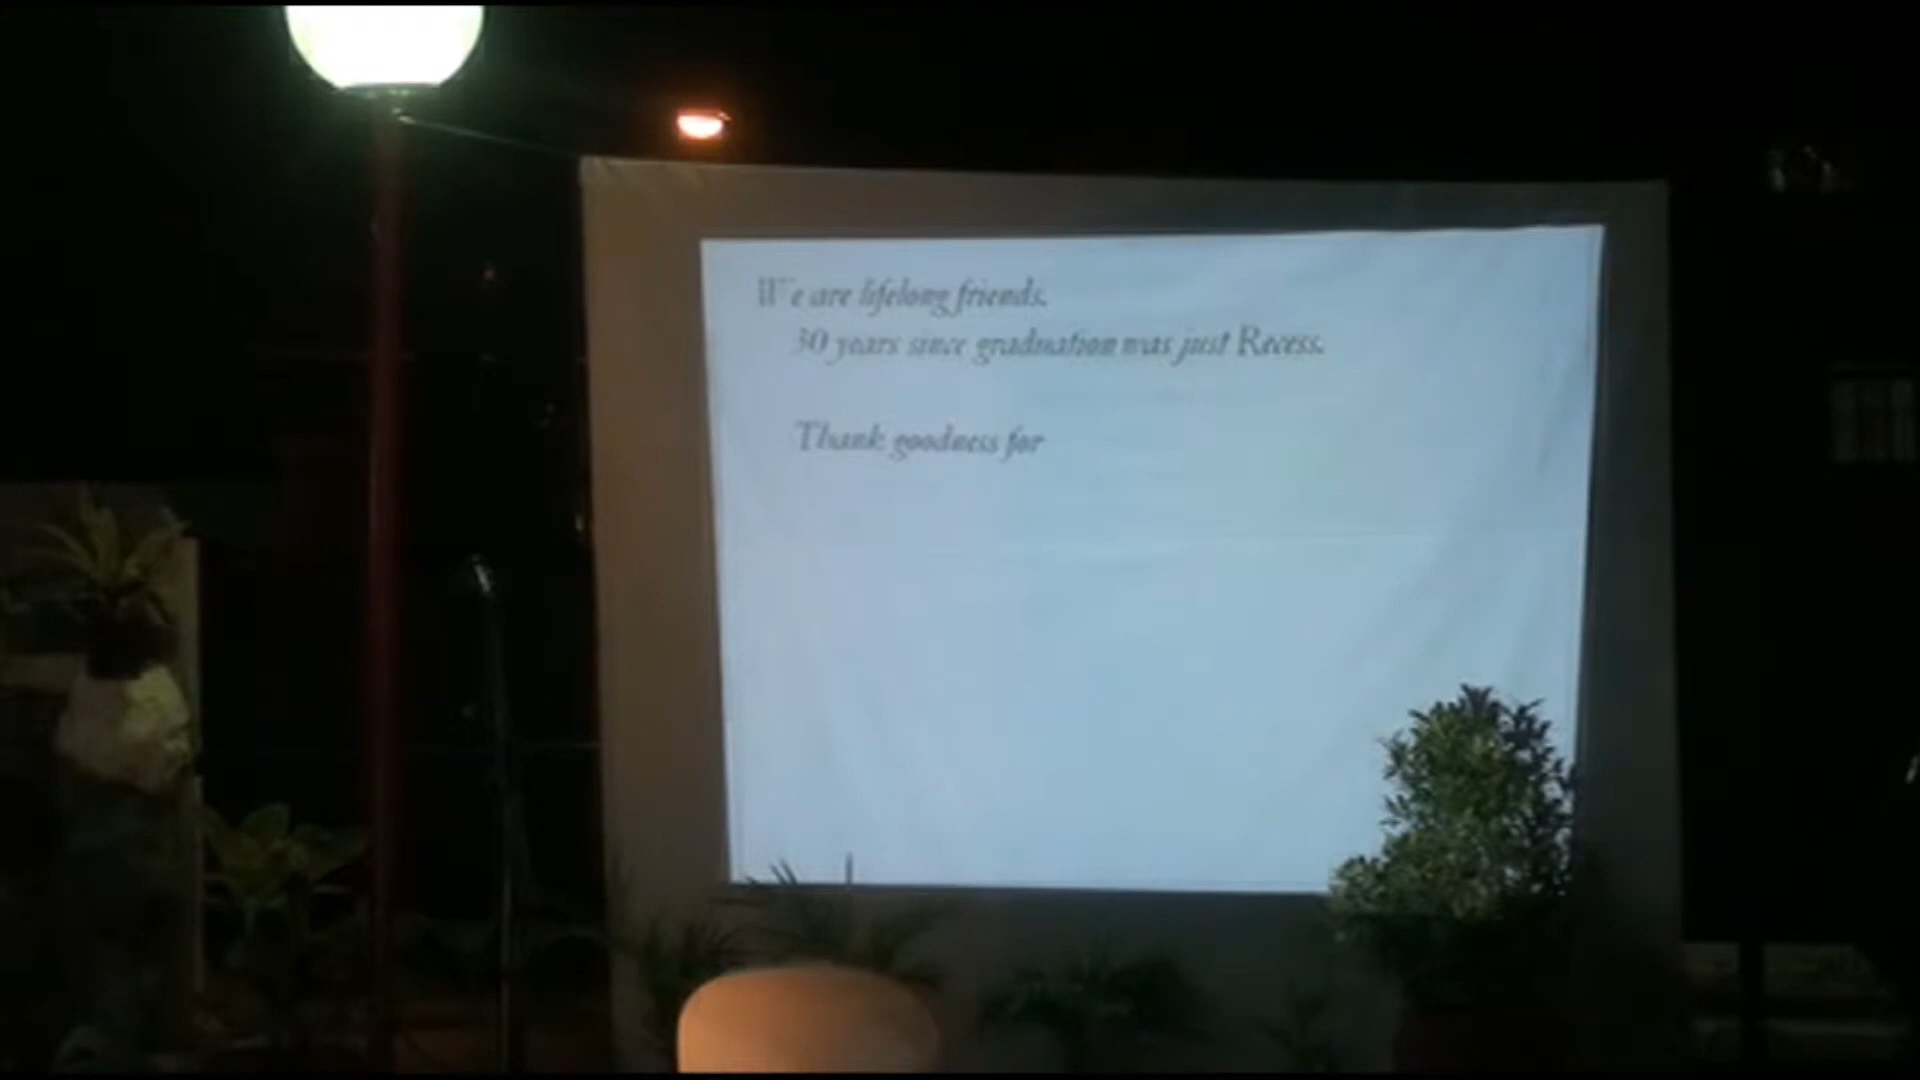 We are lifelong friends.
30 years since graduation was just Recess.
Thank goodness for